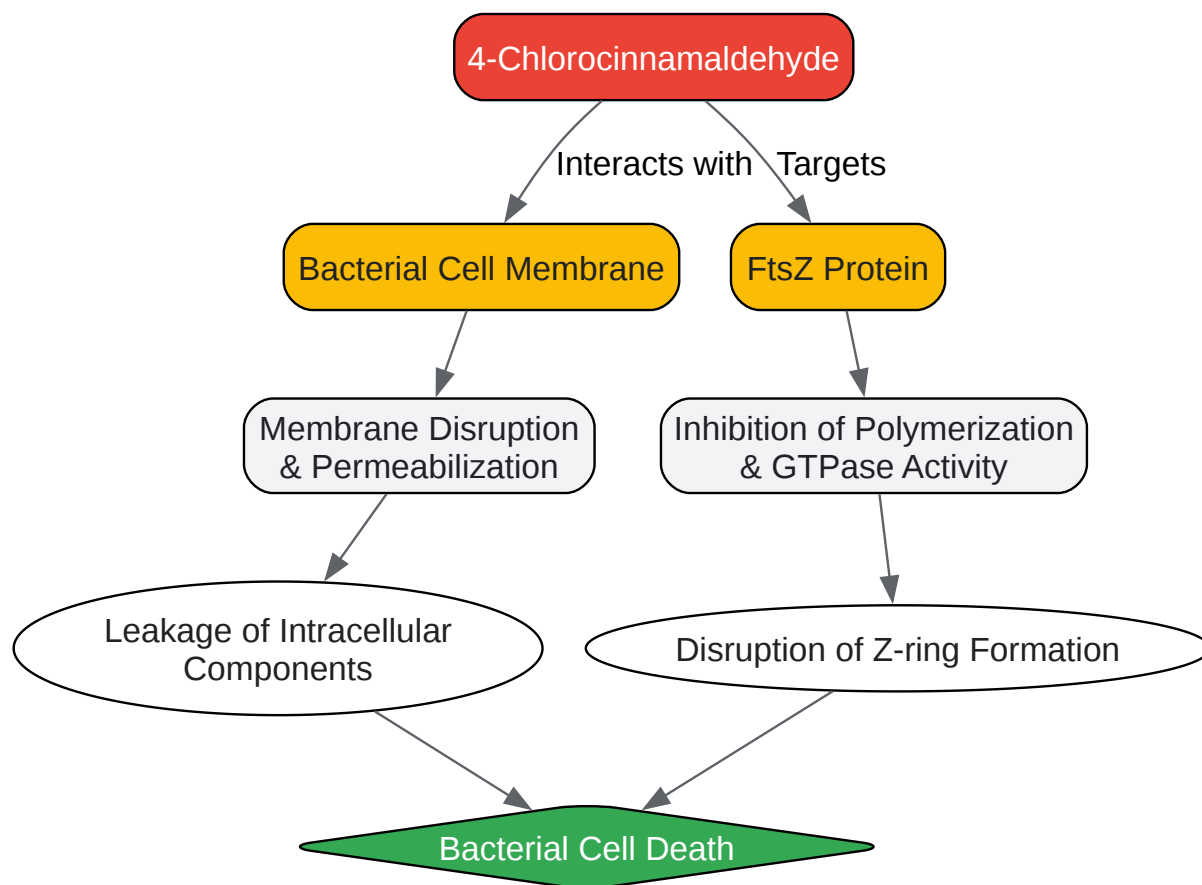 4-Chlorocinnamaldehyde
Interacts with
Targets
Bacterial Cell Membrane
FtsZ Protein
Membrane Disruption
& Permeabilization
Inhibition of Polymerization
& GTPase Activity
Leakage of Intracellular
Components
Disruption of Z-ring Formation
Bacterial Cell Death